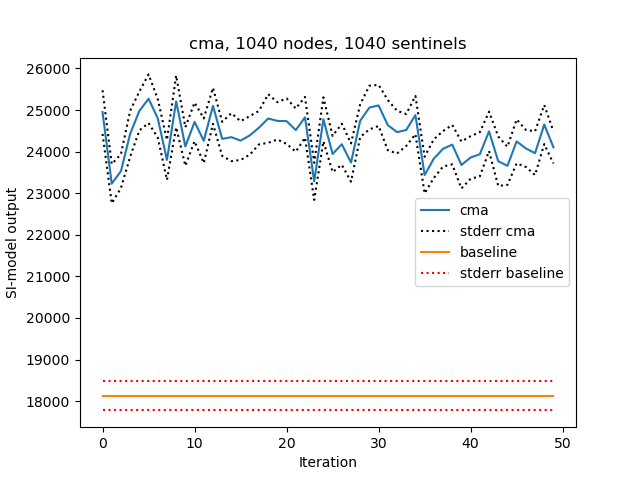 cma, 1040 nodes, 1040 sentinels
26000
25000
24000
23000
22000
21000
20000
19000
18000
SI-model output
cma
stderr cma
baseline
stderr baseline
0
10
20
30
40
50
Iteration